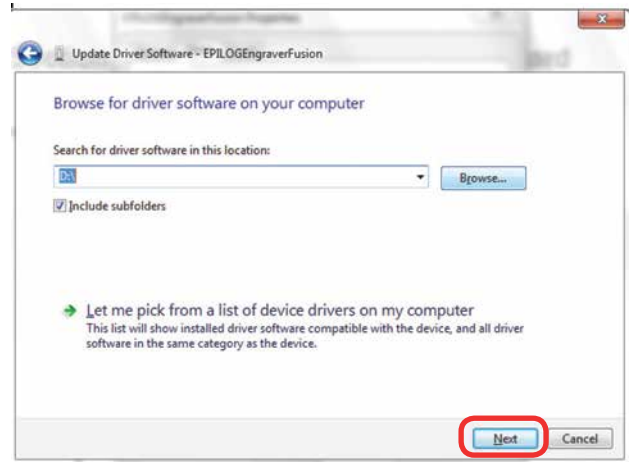 Update Driver Software - EPILOGEngraverFusion
Browse for driver software on your computer
Search for driver software in this location:
D:\
Browse...
Include subfolders
Let me pick from a list of device drivers on my computer
This list will show installed driver software compatible with the device, and all driver
software in the same category as the device.
Next
Cancel